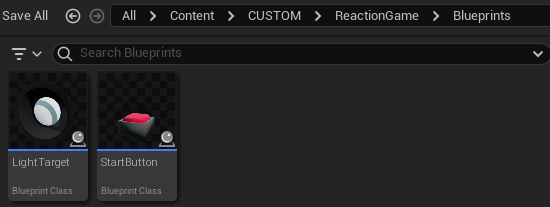 Save All All Content CUSTOM ReactionGame Blueprints
Search Blueprints
LightTarget StartButton
Blueprint Class Blueprint Class